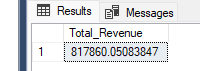 Results Messages
Total_Revenue
1 817860.05083847